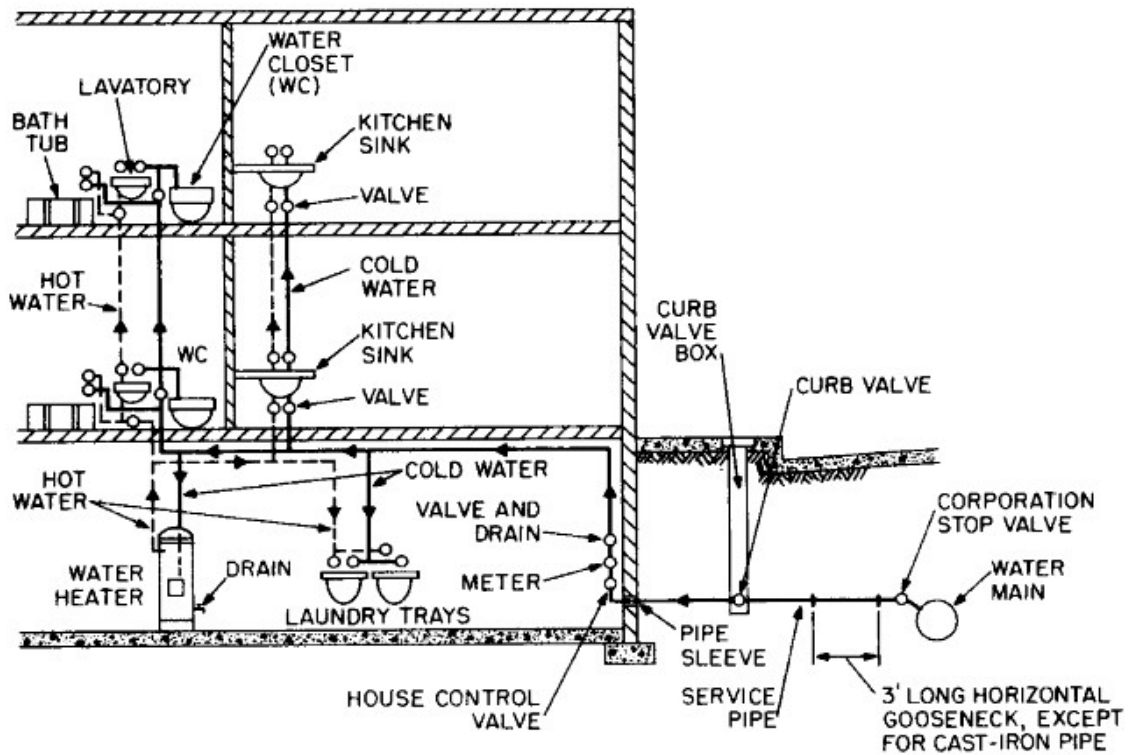 WATER
CLOSET
(WC)
LAVATORY
BATH
TUB
KITCHEN
SINK
VALVE
HOT
WATER
COLD
WATER
CURB
VALVE
BOX
WC
KITCHEN
SINK
CURB VALVE
VALVE
HOT
WATER
COLD WATER
VALVE AND
DRAIN
CORPORATION
STOP VALVE
WATER
HEATER
DRAIN
METER
WATER
MAIN
LAUNDRY TRAYS
PIPE
SLEEVE
HOUSE CONTROL
VALVE
SERVICE
PIPE
3' LONG HORIZONTAL
GOOSENECK, EXCEPT
FOR CAST-IRON PIPE